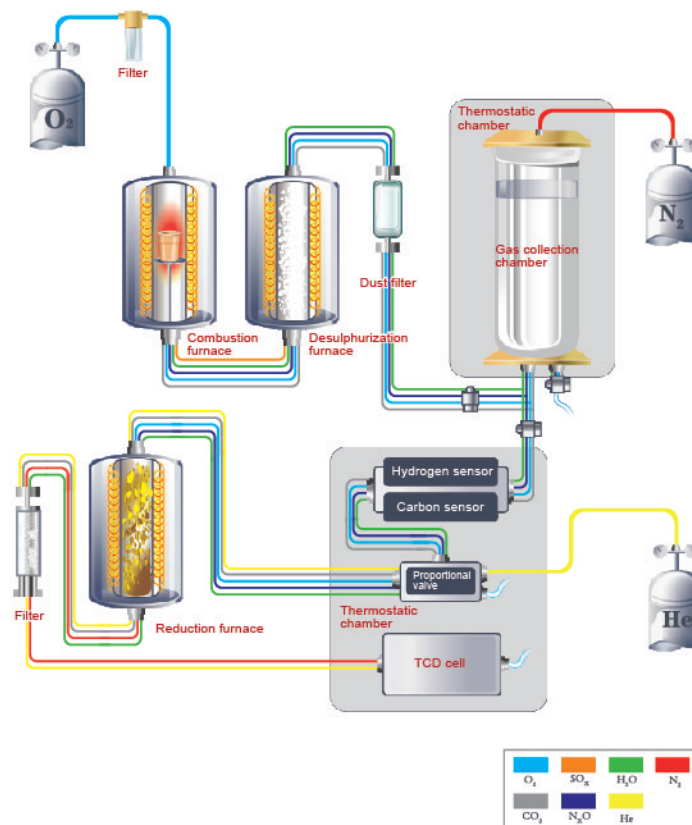 Filter
O₂
Thermostatic
chamber
N₂
Gas collection
chamber
Dust filter
Combustion
furnace
Desulphurization
furnace
Hydrogen sensor
Carbon sensor
Proportional
valve
Thermostatic
chamber
He
Filter
Reduction furnace
TCD cell
O₂
SOₓ
H₂O
N₂
CO₂
NₓO
He